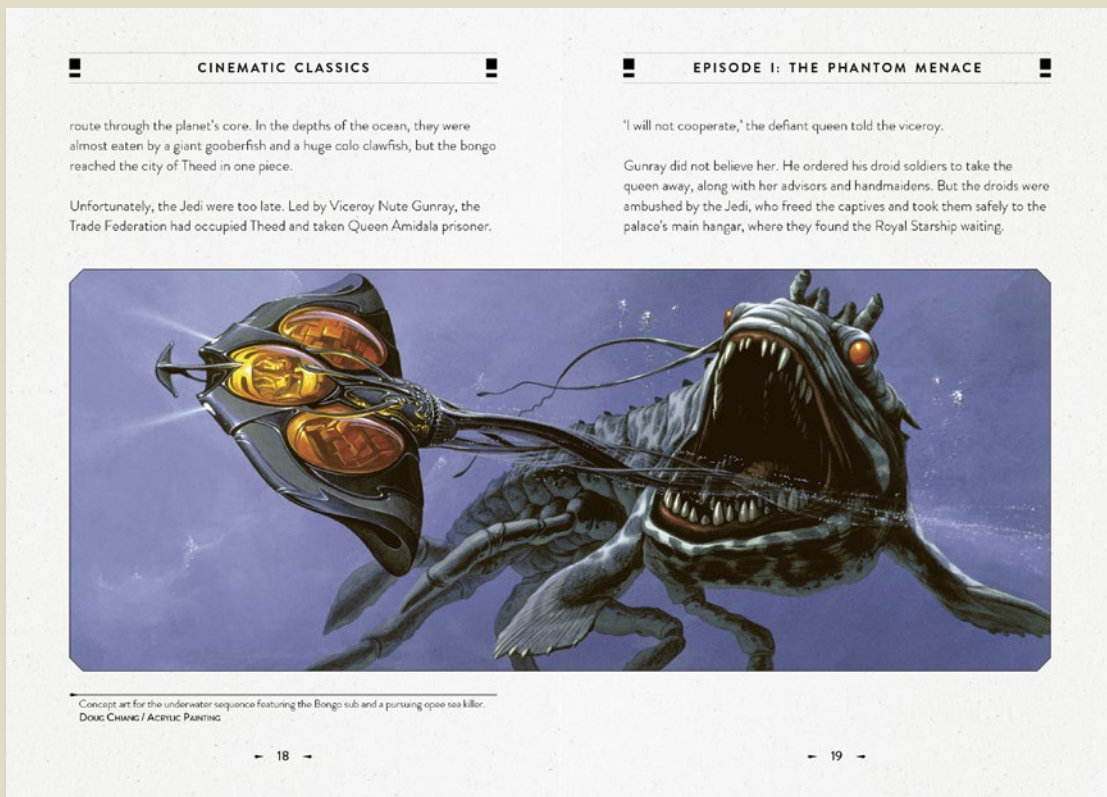 CINEMATIC CLASSICS
route through the planet's core. In the depths of the ocean, they were
almost eaten by a giant gooberfish and a huge colo clawfish, but the bongo
reached the city of Theed in one piece.
Unfortunately, the Jedi were too late. Led by Viceroy Nute Gunray, the
Trade Federation had occupied Theed and taken Queen Amidala prisoner.
Concept art for the underwater sequence featuring the Bongo sub and a pursuing opee sea killer.
DOUG CHIANG / ACRYLIC PAINTING
18
EPISODE I: THE PHANTOM MENACE
'I will not cooperate,' the defiant queen told the viceroy.
Gunray did not believe her. He ordered his droid soldiers to take the
queen away, along with her advisors and handmaidens. But the droids were
ambushed by the Jedi, who freed the captives and took them safely to the
palace's main hangar, where they found the Royal Starship waiting.
19